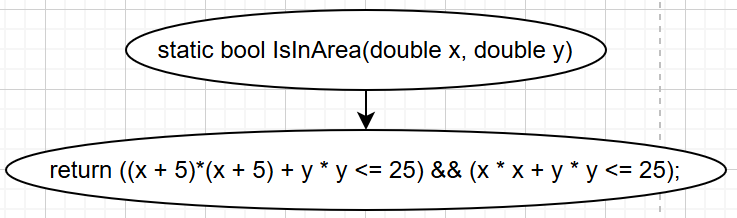 static bool IsInArea(double x, double y)
return ((x + 5)*(x + 5) + y * y <= 25) && (x * x + y * y <= 25);